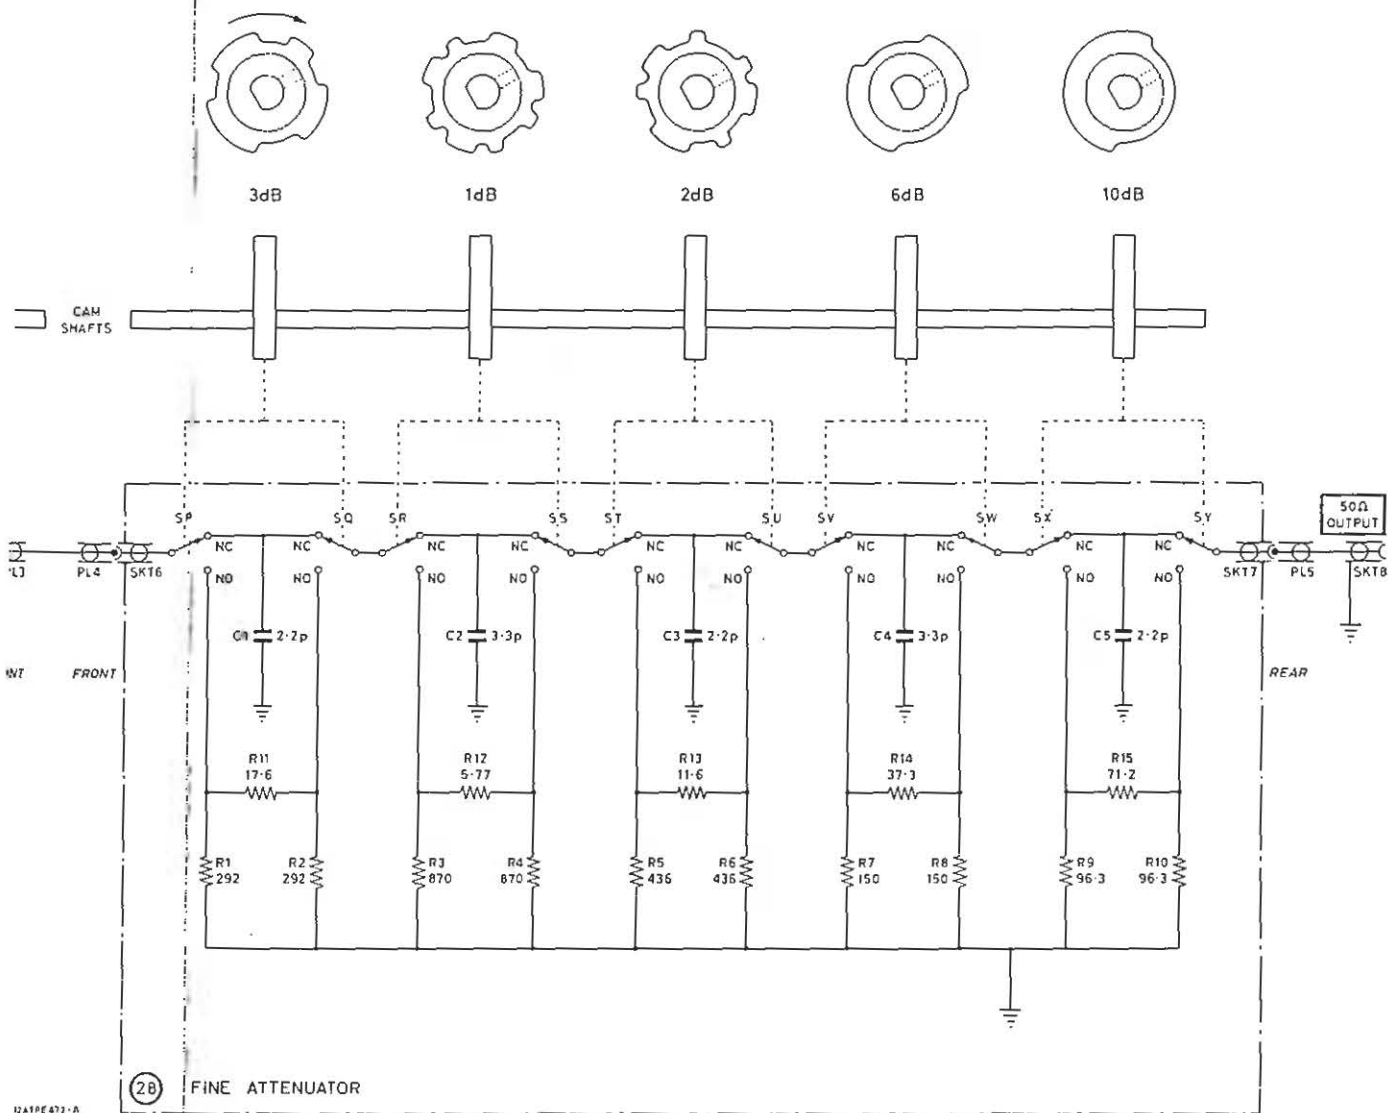 3dB 1dB 2dB 6dB 10dB
CAM
SHAFTS
50Ω
OUTPUT
SP SQ SR SS ST SU SV SW SX SY
NC NC NC NC NC NC NC NC NC NC
PL4 SKT6 SKT7 PL5 SKT8
NO NO NO NO NO NO NO NO NO NO
C1 2·2p C2 3·3p C3 2·2p C4 3·3p C5 2·2p
FRONT REAR
R11 R12 R13 R14 R15
17·6 5·77 11·6 37·3 71·2
R1 R2 R3 R4 R5 R6 R7 R8 R9 R10
292 292 870 870 436 436 150 150 96·3 96·3
2B FINE ATTENUATOR